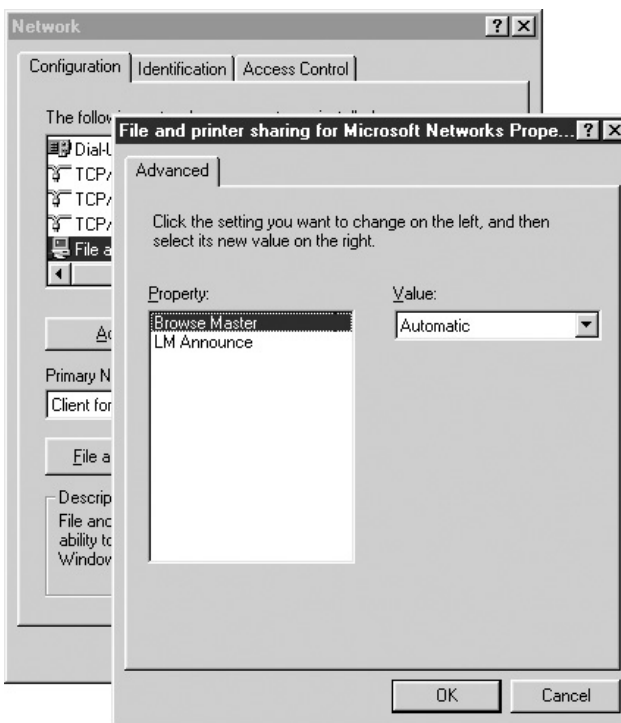 Network
Configuration
Identification
Access Control
The follow
Dial-U
TCP/
TCP/
TCP/
File a
Primary N
Client for
File a
Descrip
File and
ability to
Window
File and printer sharing for Microsoft Networks Prope...
Advanced
Click the setting you want to change on the left, and then
select its new value on the right.
Property:
Value:
Browse Master
LM Announce
Automatic
OK
Cancel